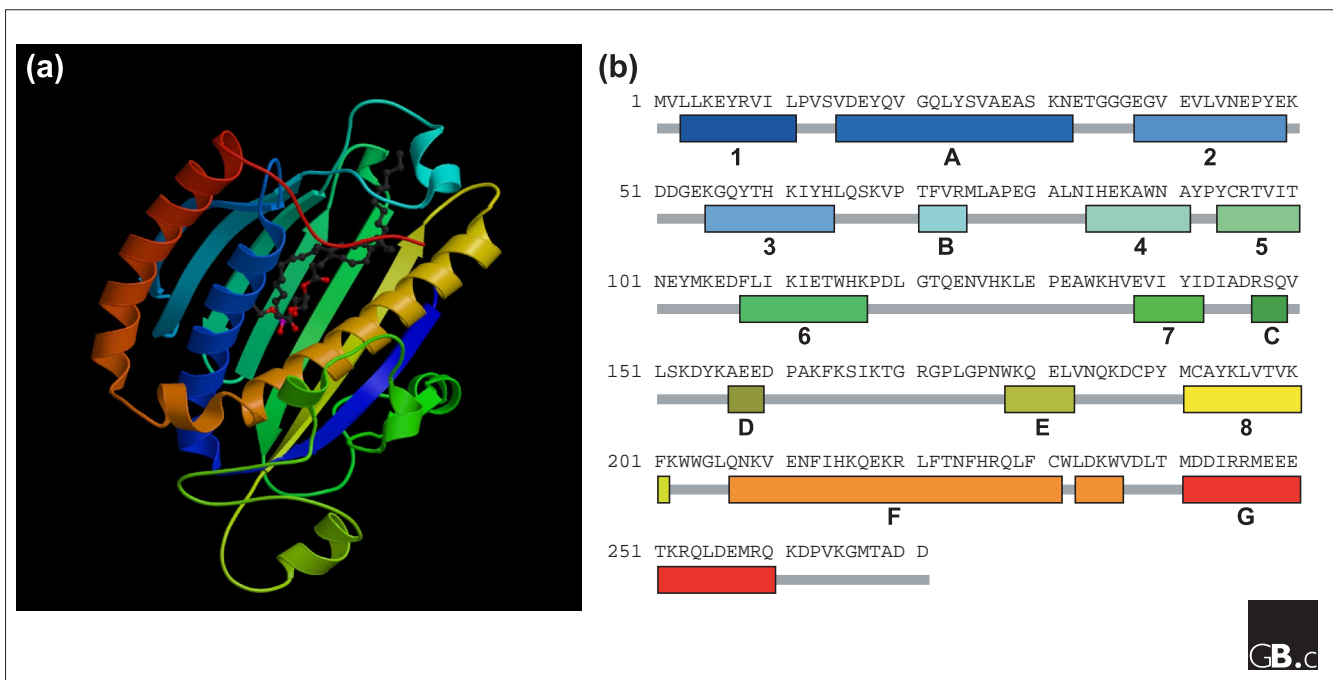 (a)
(b)
1 MVLLKEYRVI LPVSVDEYQV GQLYSVAEAS KNETGGGEGV EVLVNEPYEK
1 A 2
51 DDGEKGQYTH KIYHLQSKVP TFVRMLAPEG ALNIHEKAWN AYPYCRTVIT
3 B 4 5
101 NEYMKEDFLI KIETWHKPDL GTQENVHKLE PEAWKHVEVI YIDIADRSQV
6 7 C
151 LSKDYKAEED PAKFKSIKTG RGPLGPNWKQ ELVNQKDCPY MCAYKLVTVK
D E 8
201 FKWWGLQNKV ENFIHKQEKR LFTNFHRQLF CWLDKWVDLT MDDIRRMEEE
F G
251 TKRQLDEMRQ KDPVKGMTAD D
GB.c